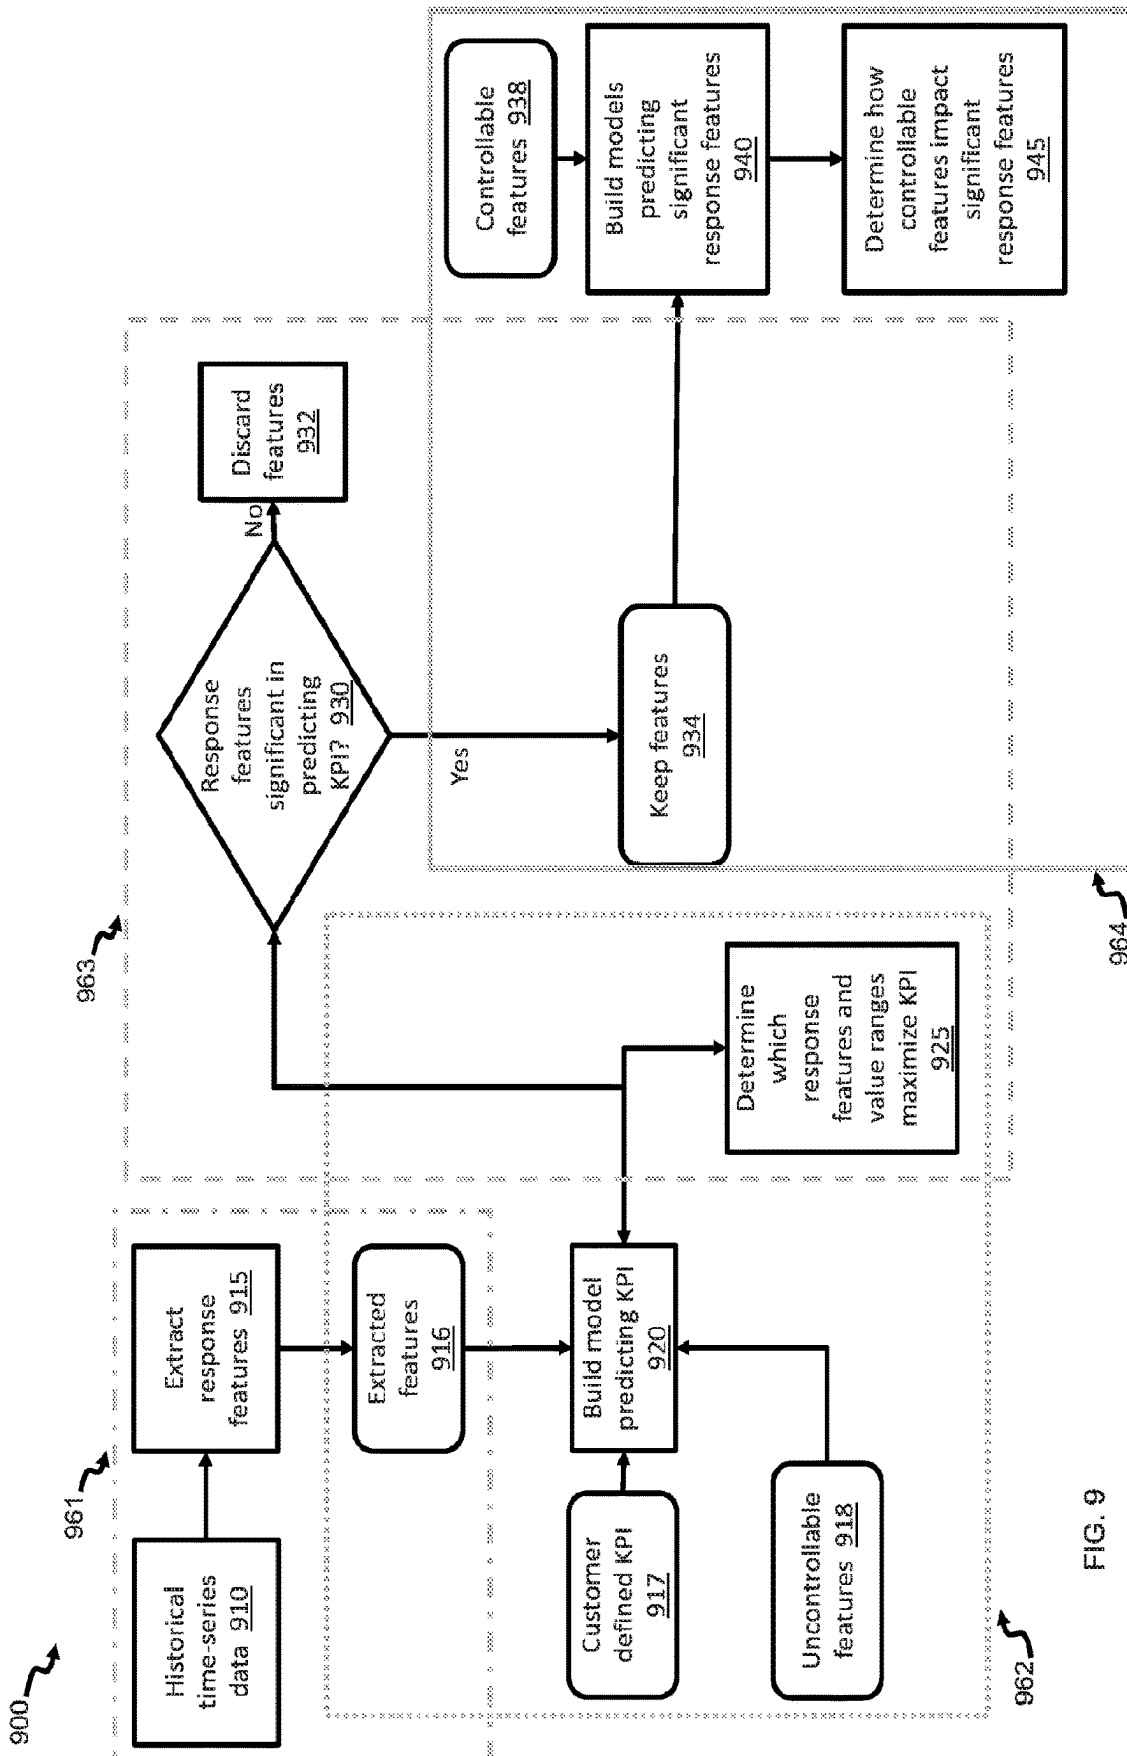 900
961
Historical
time-series
data 910
Extract
response
features 915
Extracted
features
916
Customer
defined KPI
917
Uncontrollable
features 918
Build model
predicting KPI
920
962
963
Determine
which
response
features and
value ranges
maximize KPI
925
Response
features
significant in
predicting
KPI? 930
No
Discard
features
932
Yes
Keep features
934
964
Controllable
features 938
Build models
predicting
significant
response features
940
Determine how
controllable
features impact
significant
response features
945
FIG. 9